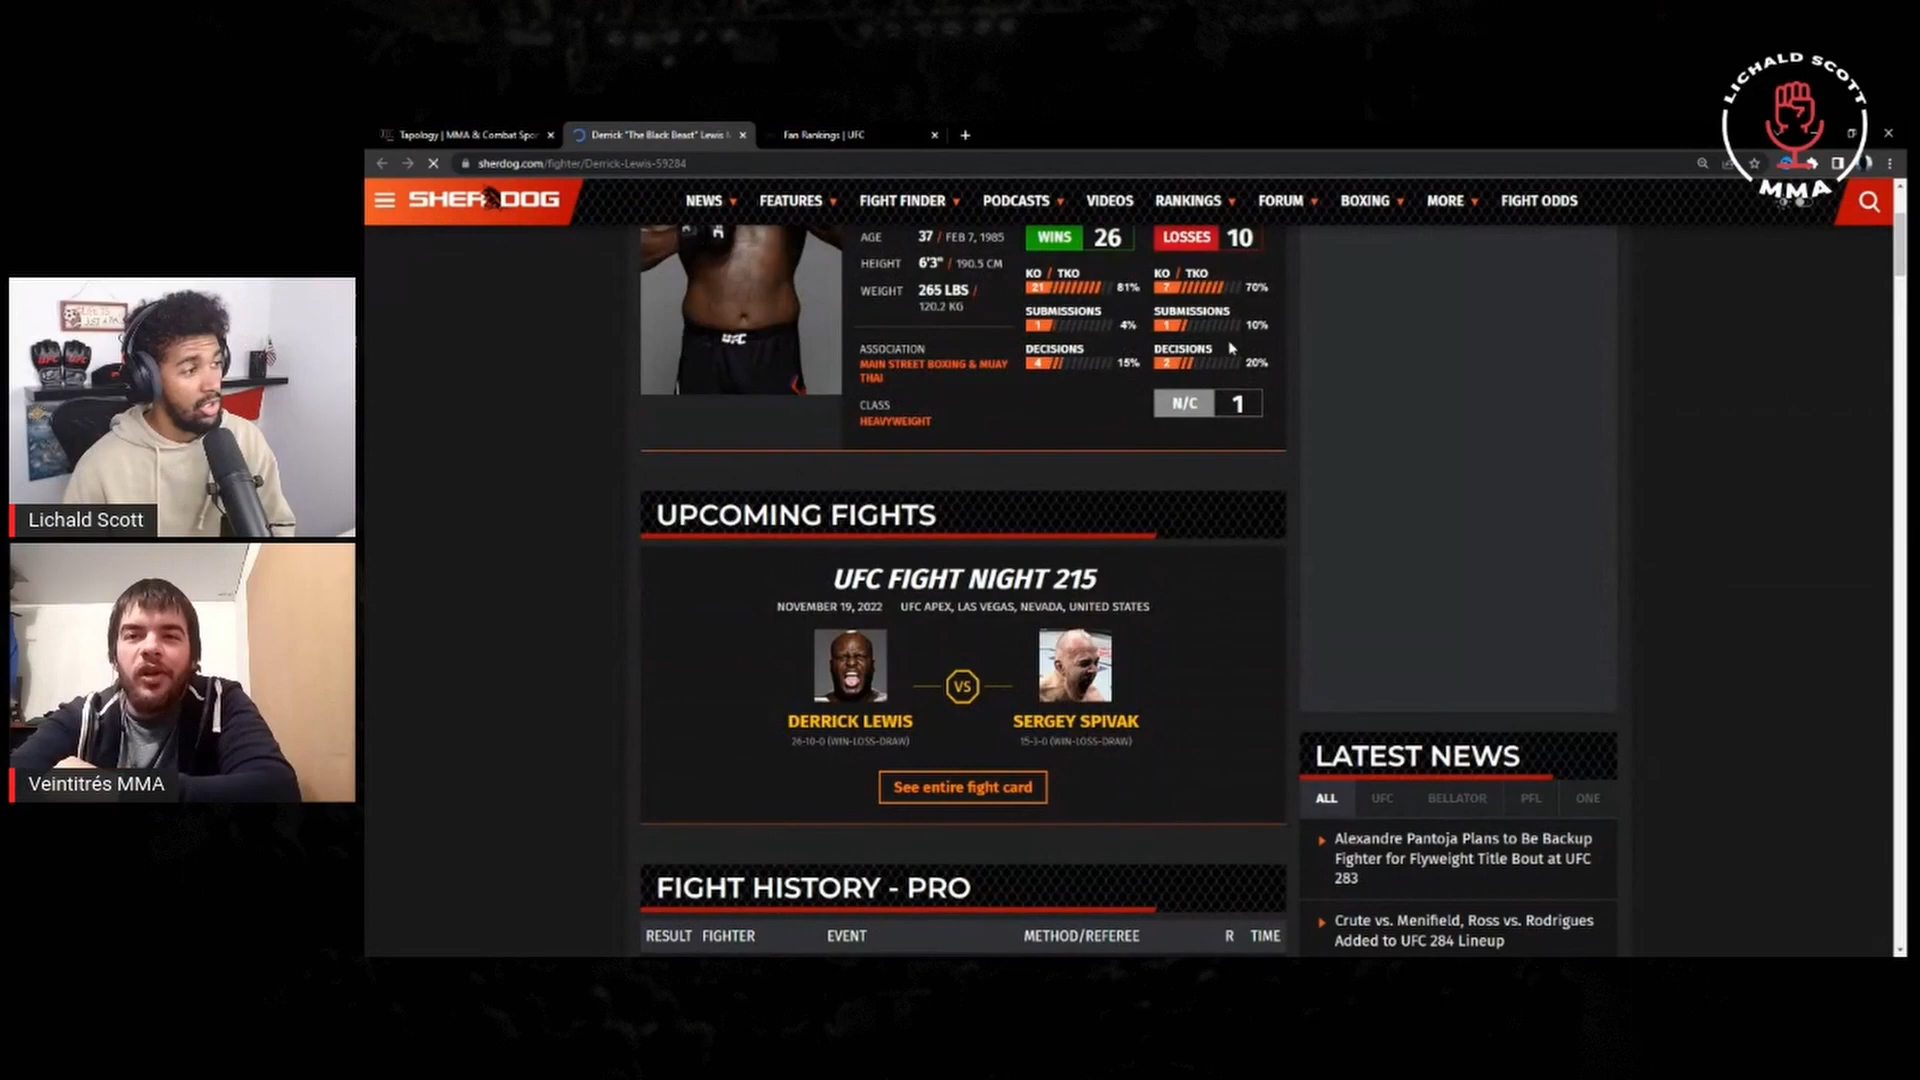 LICHALD SCOTT
MMA
Tapology | MMA & Combat Spor
Derrick "The Black Beast" Lewis
Fan Rankings | UFC
sherdog.com/fighter/Derrick-Lewis-59284
SHERDOG
NEWS
FEATURES
FIGHT FINDER
PODCASTS
VIDEOS
RANKINGS
FORUM
BOXING
MORE
FIGHT ODDS
AGE 37 / FEB 7, 1985
HEIGHT 6'3" / 190.5 CM
WEIGHT 265 LBS /
120.2 KG
ASSOCIATION
MAIN STREET BOXING & MUAY
THAI
CLASS
HEAVYWEIGHT
WINS 26
KO / TKO
21 81%
SUBMISSIONS
1 4%
DECISIONS
4 15%
LOSSES 10
KO / TKO
7 70%
SUBMISSIONS
1 10%
DECISIONS
2 20%
N/C 1
UFC
UPCOMING FIGHTS
UFC FIGHT NIGHT 215
NOVEMBER 19, 2022 UFC APEX, LAS VEGAS, NEVADA, UNITED STATES
VS
DERRICK LEWIS
26-10-0 (WIN-LOSS-DRAW)
SERGEY SPIVAK
15-3-0 (WIN-LOSS-DRAW)
See entire fight card
FIGHT HISTORY - PRO
RESULT FIGHTER EVENT METHOD/REFEREE R TIME
LATEST NEWS
ALL UFC BELLATOR PFL ONE
Alexandre Pantoja Plans to Be Backup
Fighter for Flyweight Title Bout at UFC
283
Crute vs. Menifield, Ross vs. Rodrigues
Added to UFC 284 Lineup
Lichald Scott
Veintitrés MMA